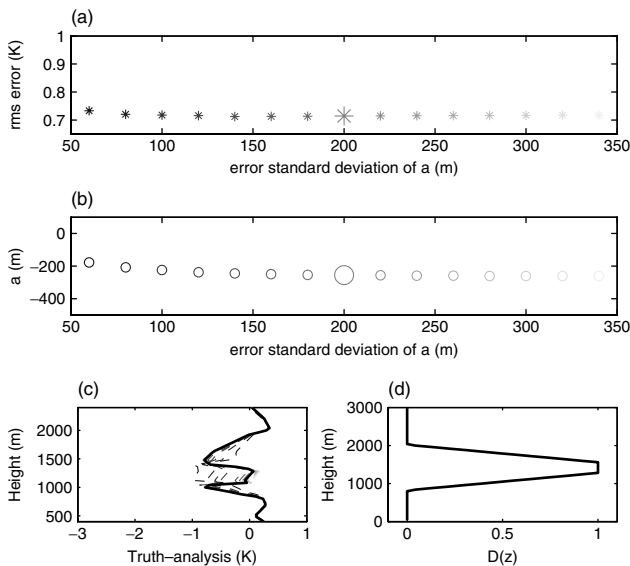 (a)
1
0.9
0.8
0.7
rms error (K)
50 100 150 200 250 300 350
error standard deviation of a (m)
(b)
0
−200
−400
a (m)
50 100 150 200 250 300 350
error standard deviation of a (m)
(c)
2000
1500
1000
500
Height (m)
−3 −2 −1 0 1
Truth–analysis (K)
(d)
3000
2000
1000
0
Height (m)
0 0.5 1
D(z)